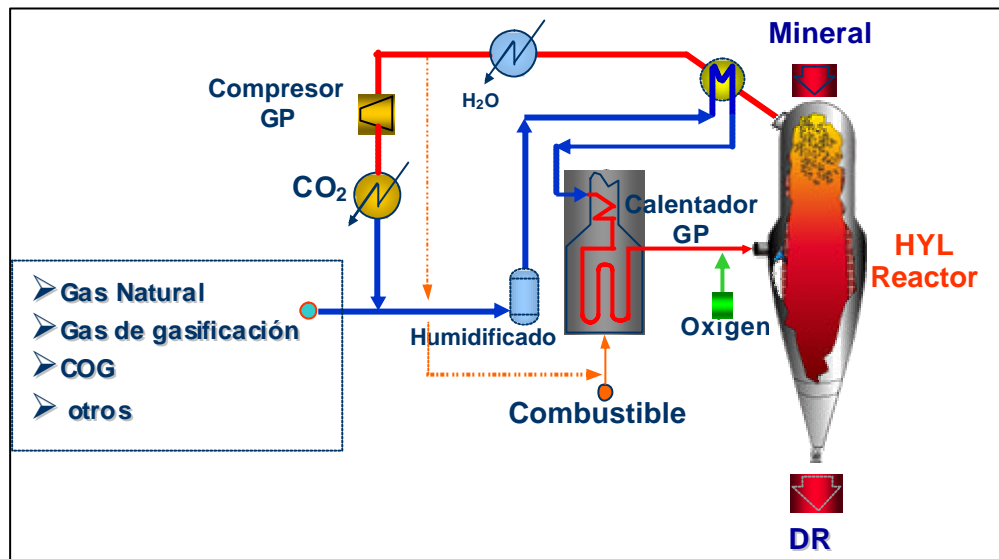 Mineral
Compresor
GP
H₂O
CO₂
Calentador
GP
HYL
Reactor
➢Gas Natural
➢Gas de gasificación
➢COG
➢ otros
Humidificado
Oxígen
Combustible
DR